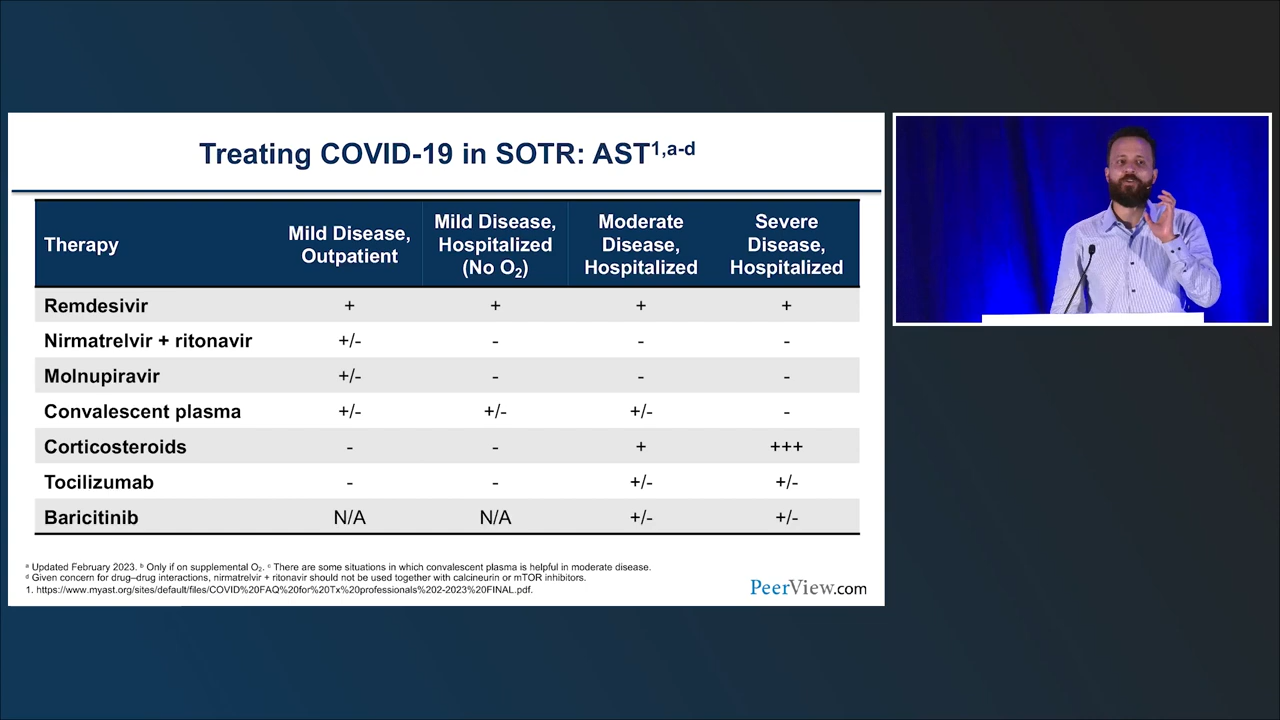 Treating COVID-19 in SOTR: AST1,a-d
Therapy
Mild Disease,
Outpatient
Mild Disease,
Hospitalized
(No O2)
Moderate
Disease,
Hospitalized
Severe
Disease,
Hospitalized
Remdesivir + + + +
Nirmatrelvir + ritonavir +/- - - -
Molnupiravir +/- - - -
Convalescent plasma +/- +/- +/- -
Corticosteroids - - + +++
Tocilizumab - - +/- +/-
Baricitinib N/A N/A +/- +/-
a Updated February 2023. b Only if on supplemental O2. c There are some situations in which convalescent plasma is helpful in moderate disease.
d Given concern for drug–drug interactions, nirmatrelvir + ritonavir should not be used together with calcineurin or mTOR inhibitors.
1. https://www.myast.org/sites/default/files/COVID%20FAQ%20for%20Tx%20professionals%202-2023%20FINAL.pdf.
PeerView.com